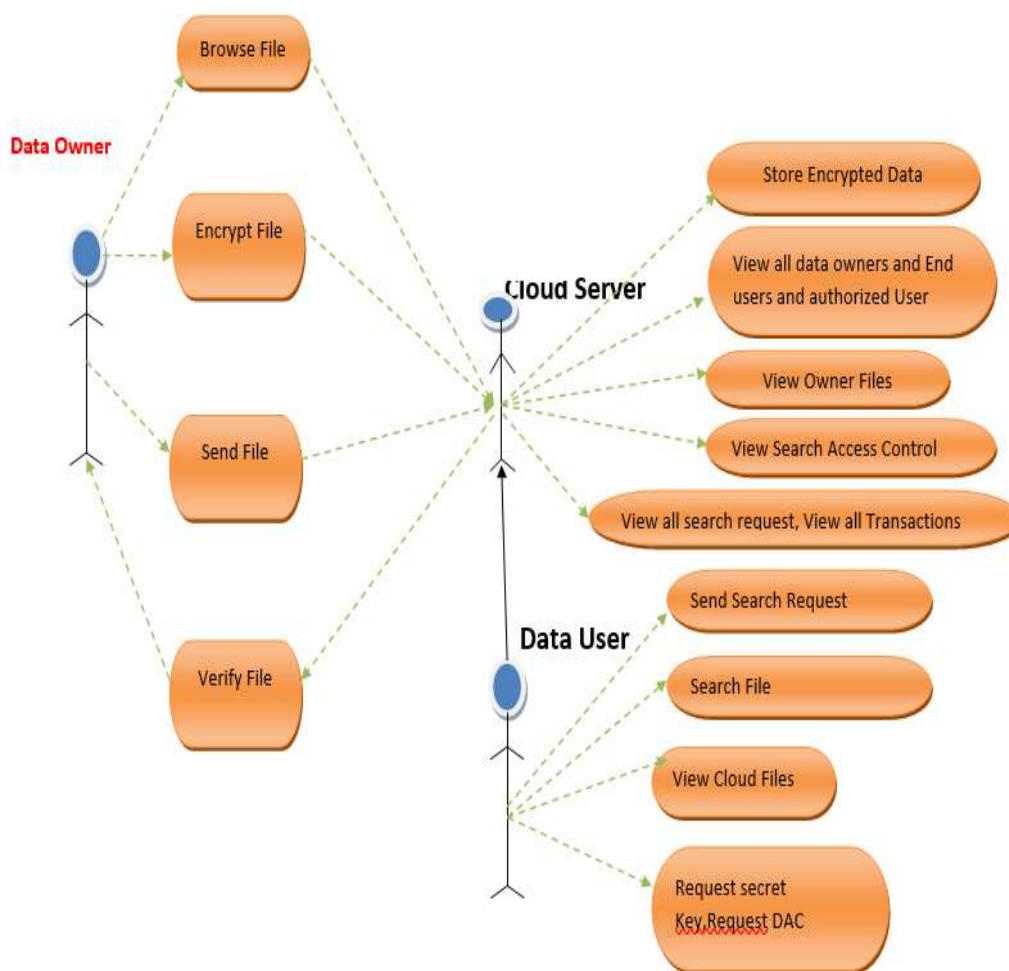 Browse File
Data Owner
Encrypt File
Send File
Verify File
Cloud Server
Store Encrypted Data
View all data owners and End
users and authorized User
View Owner Files
View Search Access Control
View all search request, View all Transactions
Data User
Send Search Request
Search File
View Cloud Files
Request secret
Key,Request DAC